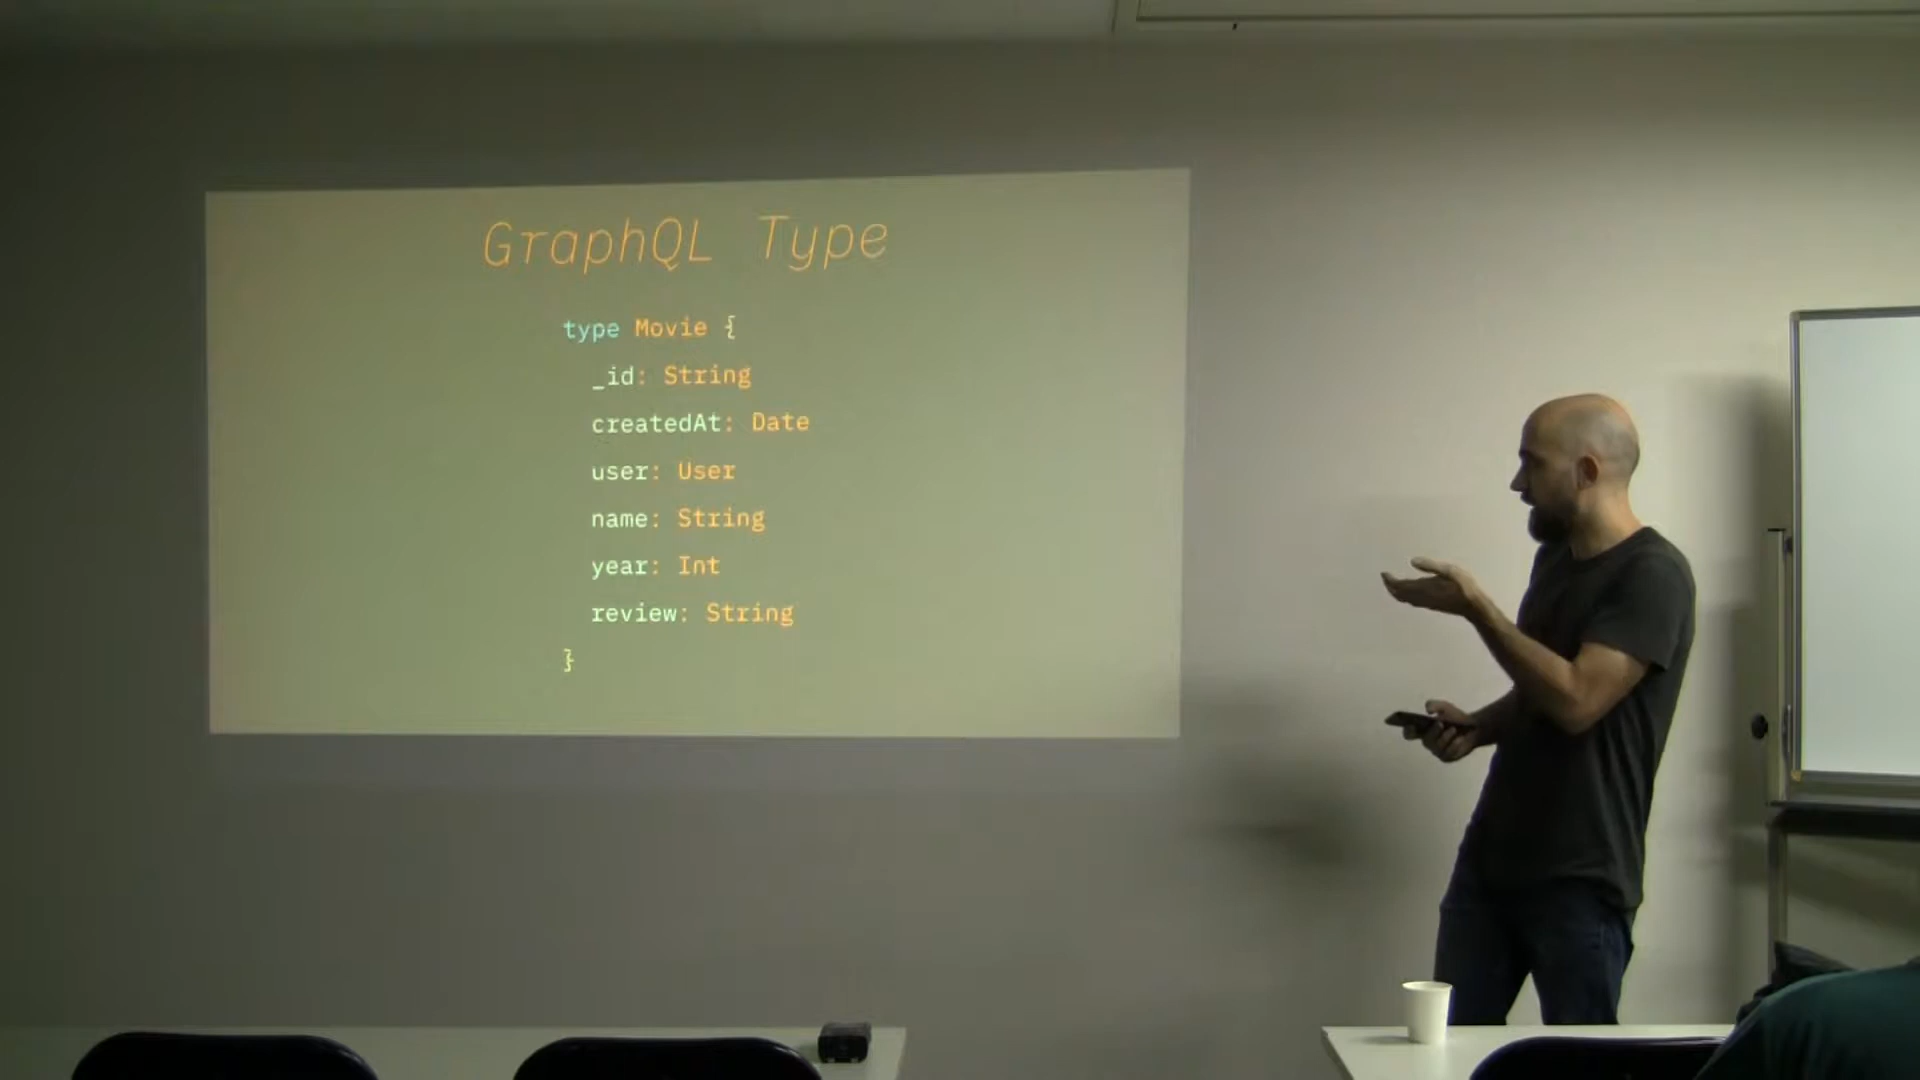 GraphQL Type
type Movie {
_id: String
createdAt: Date
user: User
name: String
year: Int
review: String
}